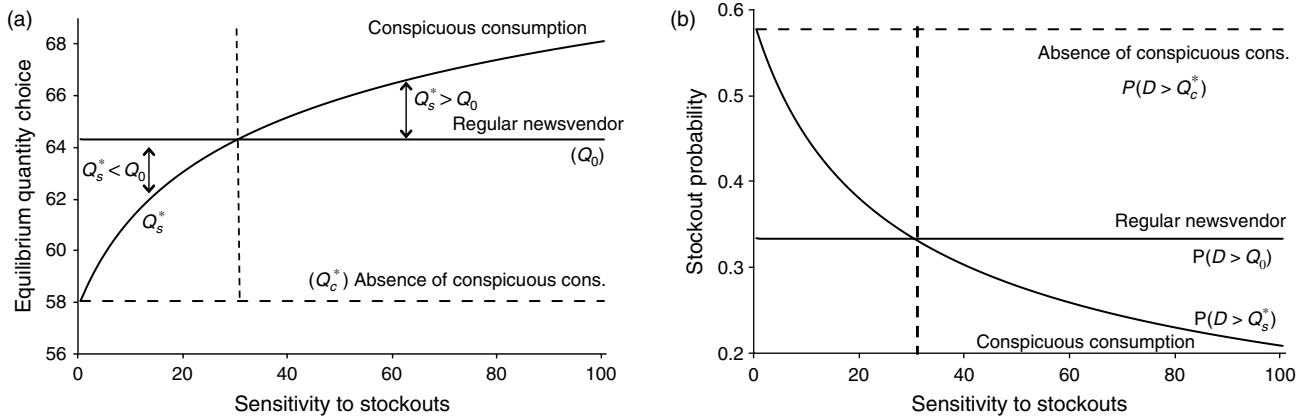 (a)
Equilibrium quantity choice
68
66
64
62
60
58
56
Conspicuous consumption
Q*s > Q0
Regular newsvendor
(Q0)
Q*s < Q0
Q*s
(Q*c) Absence of conspicuous cons.
0 20 40 60 80 100
Sensitivity to stockouts
(b)
Stockout probability
0.6
0.5
0.4
0.3
0.2
Absence of conspicuous cons.
P(D > Q*c)
Regular newsvendor
P(D > Q0)
P(D > Q*s)
Conspicuous consumption
0 20 40 60 80 100
Sensitivity to stockouts